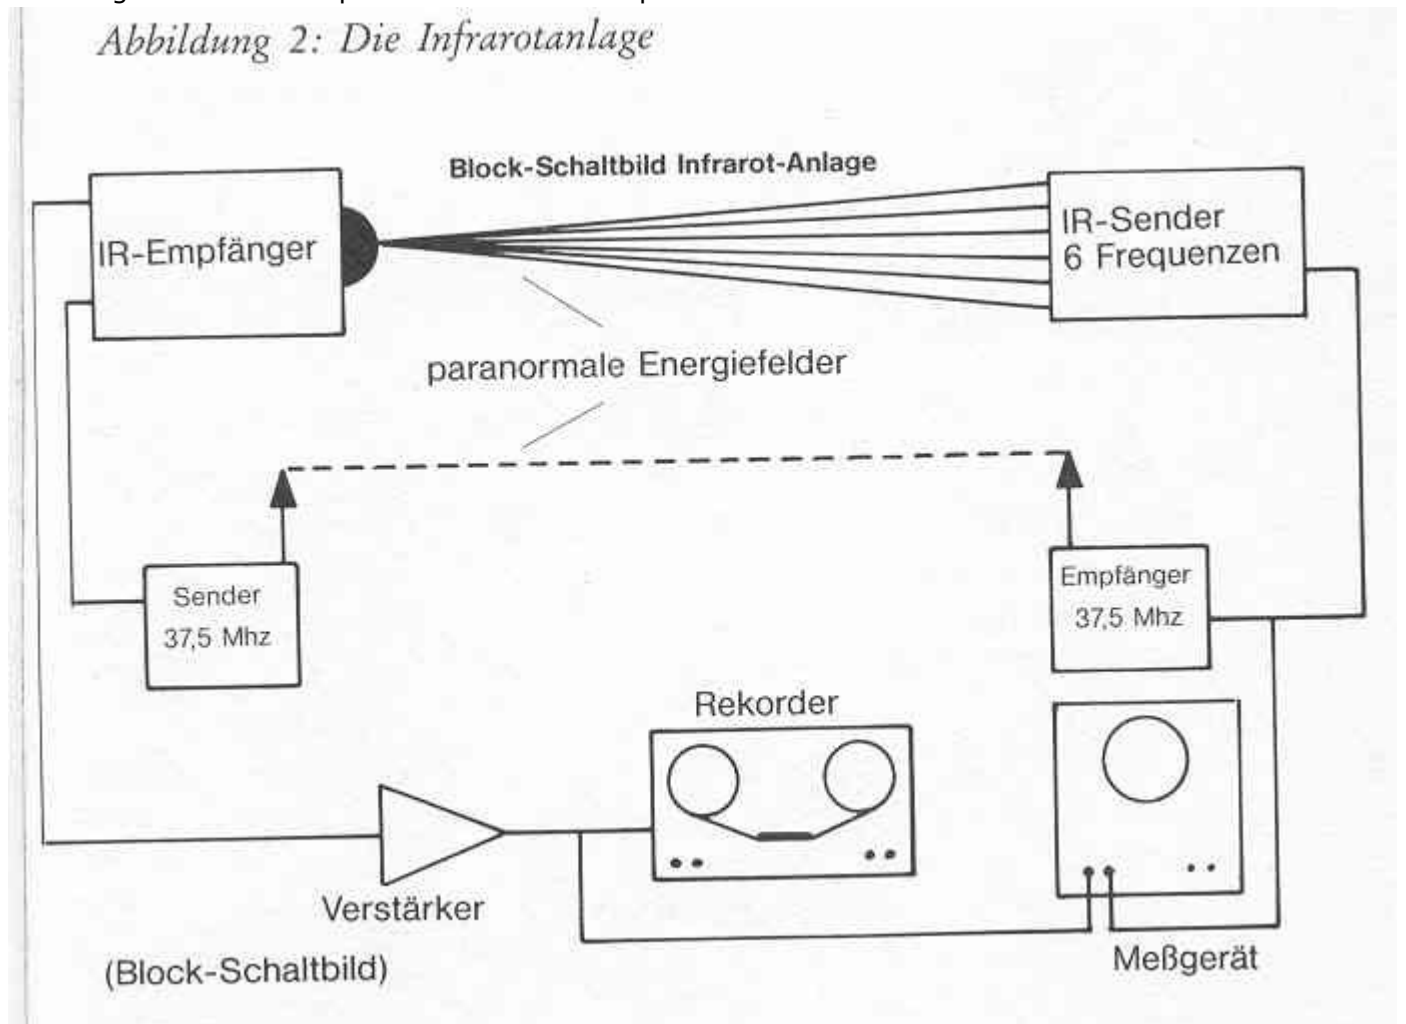 Abbildung 2: Die Infrarotanlage
Block-Schaltbild Infrarot-Anlage
IR-Empfänger
IR-Sender
6 Frequenzen
paranormale Energiefelder
Sender
37,5 Mhz
Empfänger
37,5 Mhz
Rekorder
Verstärker
Meßgerät
(Block-Schaltbild)